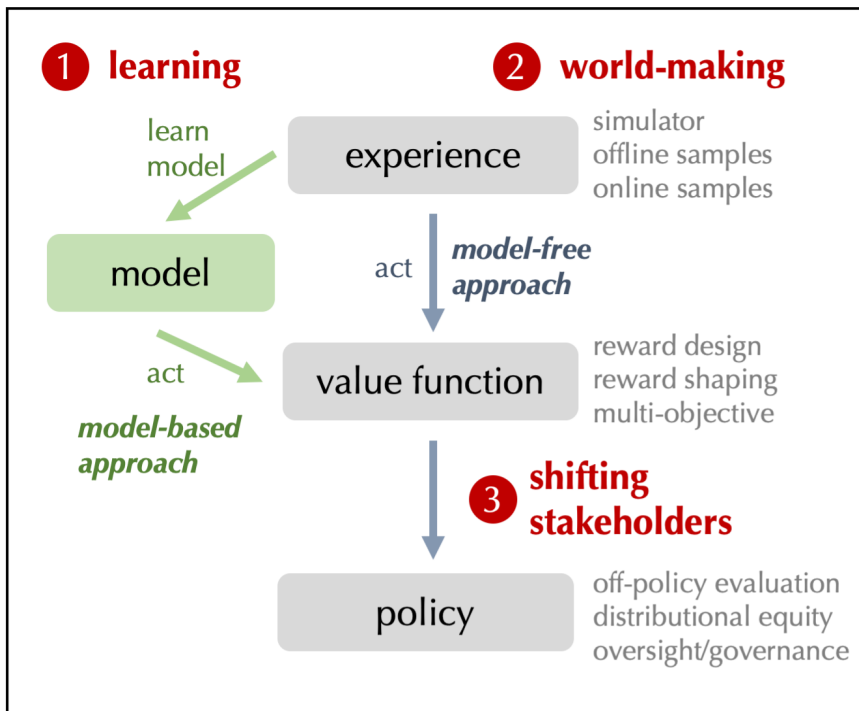 1 learning
2 world-making
learn
model
experience
simulator
offline samples
online samples
model
act
model-free
approach
act
model-based
approach
value function
reward design
reward shaping
multi-objective
3 shifting
stakeholders
policy
off-policy evaluation
distributional equity
oversight/governance